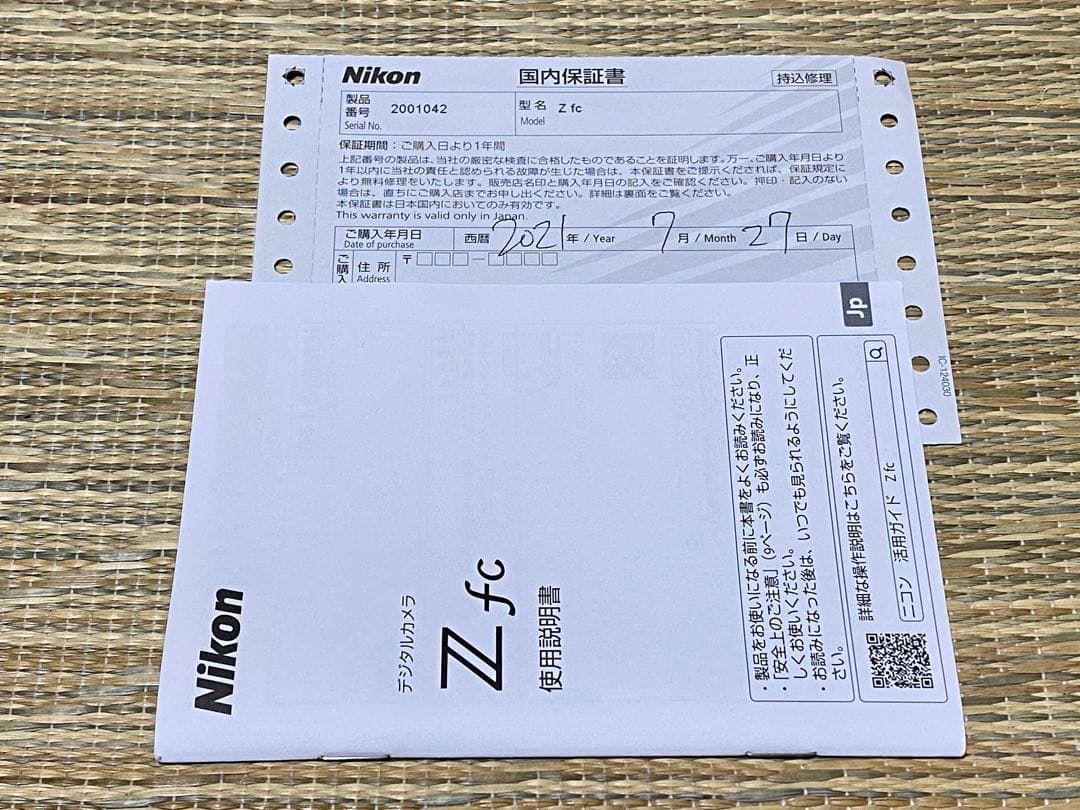 Nikon 国内保証書 持込修理
製品番号 Serial No. 2001042 型名 Model Z fc
保証期間：ご購入日より1年間
上記番号の製品は、当社の厳密な検査に合格したものであることを証明します。万一、ご購入年月日より
1年以内に当社の責任と認められる故障が生じた場合は、本保証書をご提示くだされば、保証規定に
より無料修理をいたします。販売店名印と購入年月日の記入をご確認ください。押印・記入のない
場合は、直ちにご購入店までお申し出ください。詳細は裏面をご覧ください。
本保証書は日本国内においてのみ有効です。
This warranty is valid only in Japan.
ご購入年月日 Date of purchase 西暦 2021 年 / Year 7 月 / Month 27 日 / Day
ご購入
住所 Address 〒□□□－□□□□
IC-124030
Jp
Nikon
デジタルカメラ
Z fc
使用説明書
・製品をお使いになる前に本書をよくお読みください。
・「安全上のご注意」（9ページ）も必ずお読みになり、正
しくお使いください。
・お読みになった後は、いつでも見られるようにしてくだ
さい。
詳細な操作説明はこちらをご覧ください。
ニコン 活用ガイド Z fc